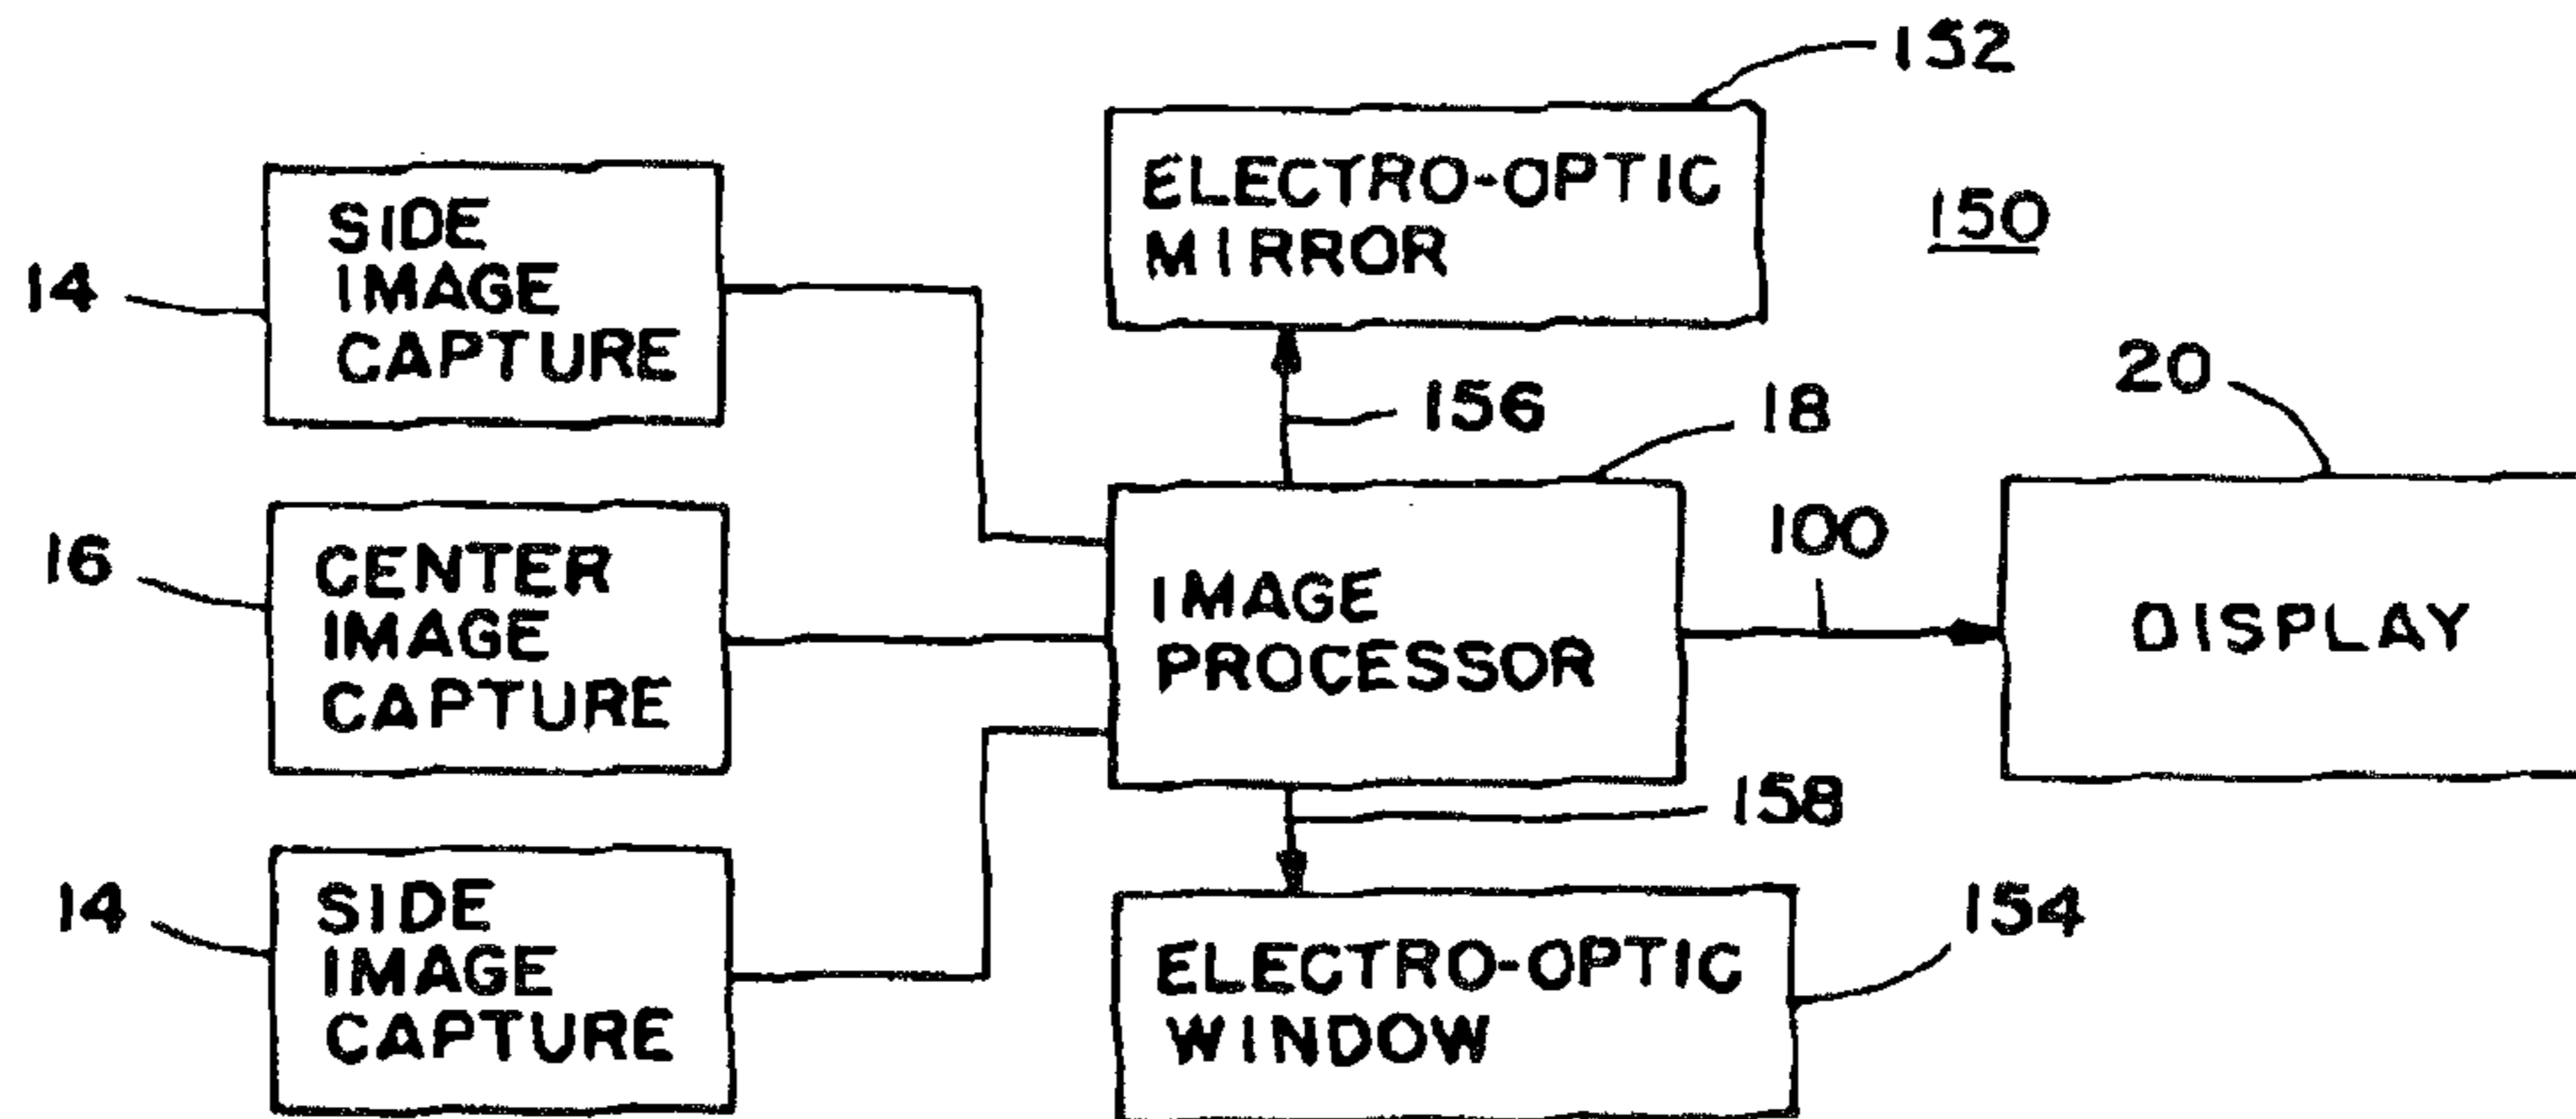 152
ELECTRO-OPTIC
MIRROR
150
14
SIDE
IMAGE
CAPTURE
156
18
20
16
CENTER
IMAGE
CAPTURE
IMAGE
PROCESSOR
100
DISPLAY
158
14
SIDE
IMAGE
CAPTURE
ELECTRO-OPTIC
WINDOW
154